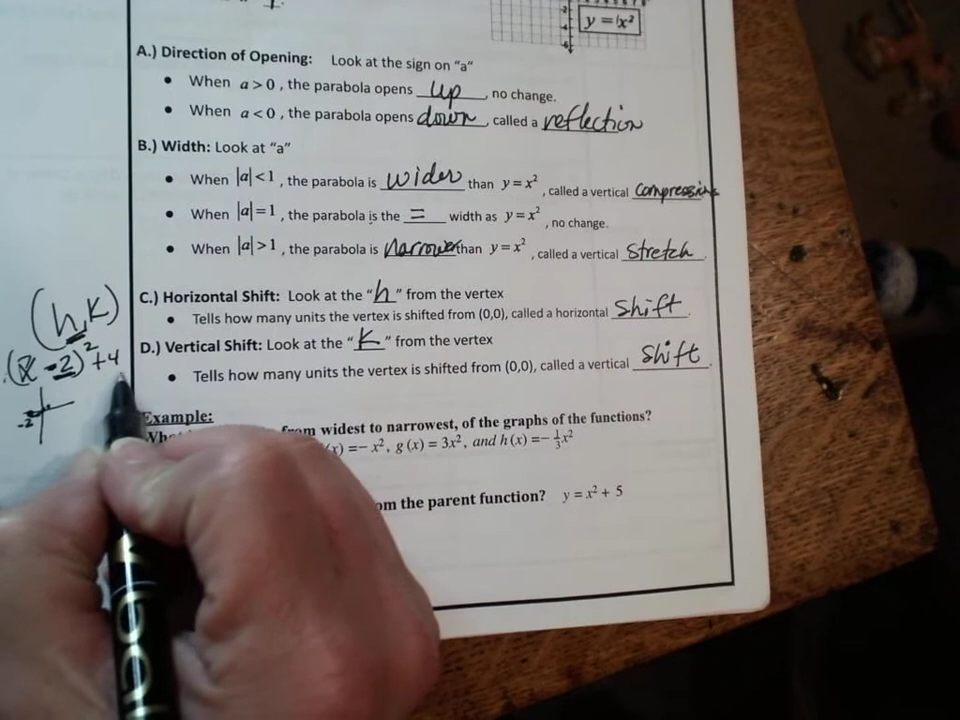 y = x²
A.) Direction of Opening: Look at the sign on "a"
• When a > 0, the parabola opens up, no change.
• When a < 0, the parabola opens down, called a reflection
B.) Width: Look at "a"
• When |a| < 1, the parabola is wider than y = x², called a vertical compression
• When |a| = 1, the parabola is the = width as y = x², no change.
• When |a| > 1, the parabola is narrower than y = x², called a vertical stretch.
(h, k)
C.) Horizontal Shift: Look at the "h" from the vertex
• Tells how many units the vertex is shifted from (0,0), called a horizontal shift.
(x - 2)² + 4
D.) Vertical Shift: Look at the "k" from the vertex
• Tells how many units the vertex is shifted from (0,0), called a vertical shift.
-2
Example:
from widest to narrowest, of the graphs of the functions?
(x) = - x², g (x) = 3x², and h (x) = - 1/3 x²
the parent function? y = x² + 5